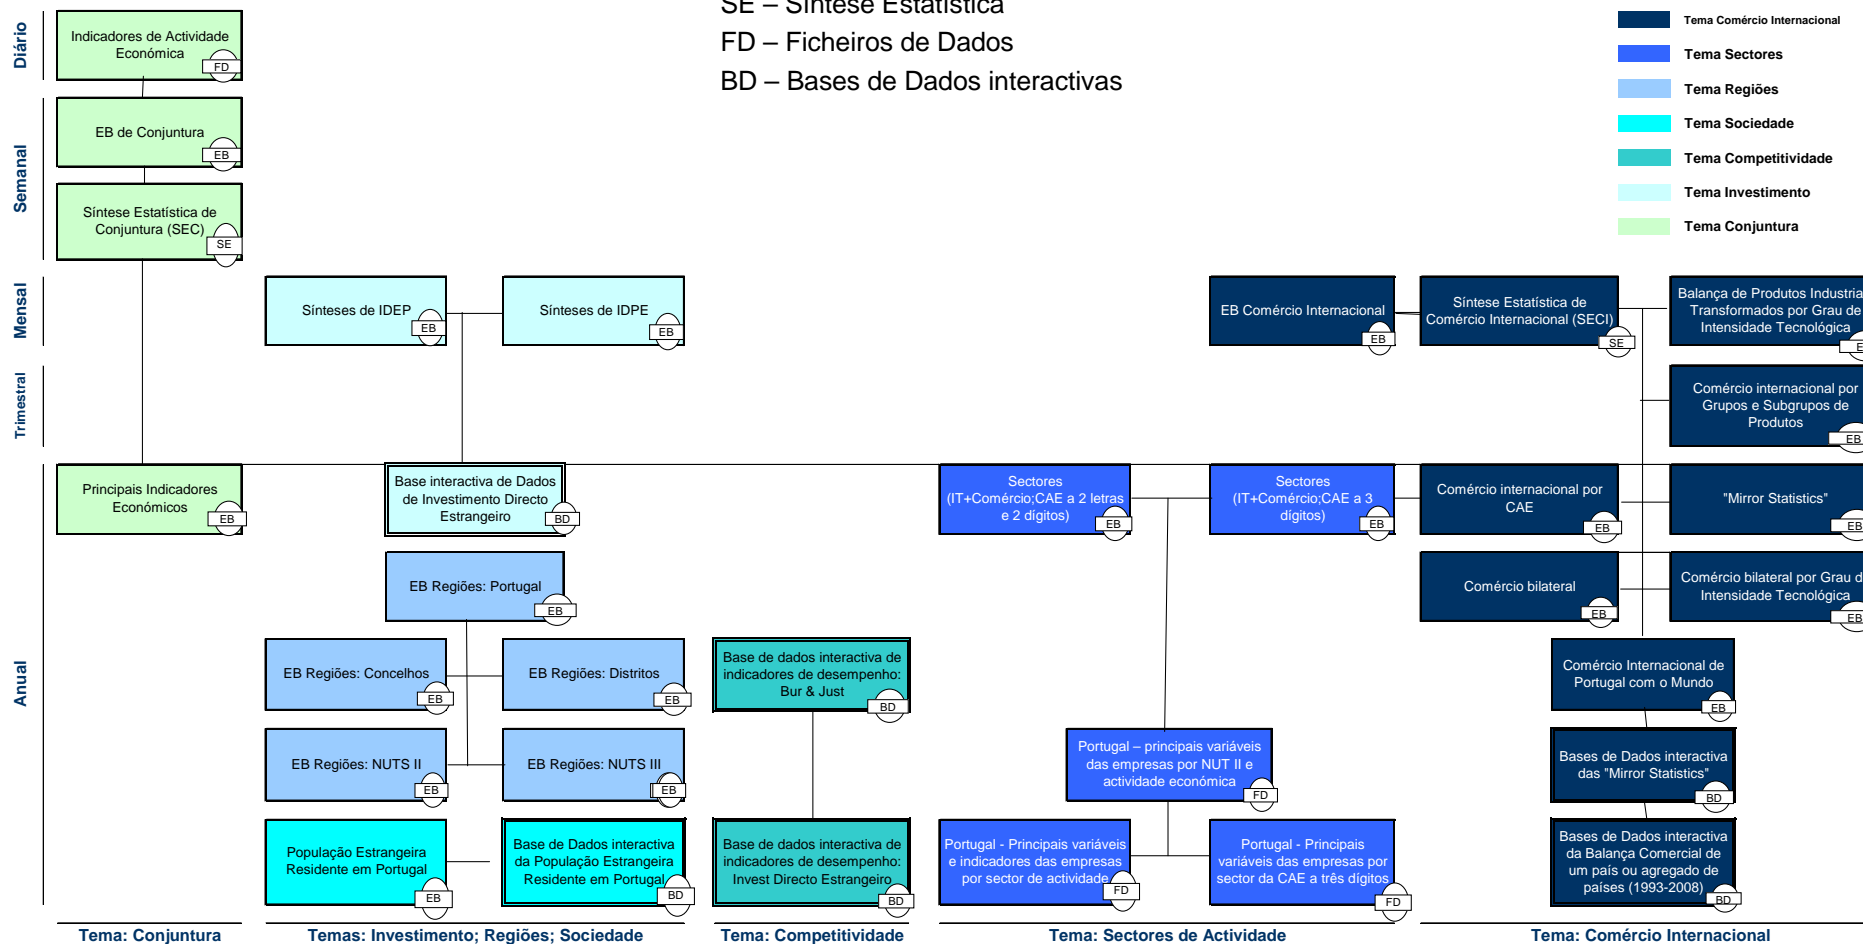 SE – Síntese Estatística
FD – Ficheiros de Dados
BD – Bases de Dados interactivas
Tema Comércio Internacional
Tema Sectores
Tema Regiões
Tema Sociedade
Tema Competitividade
Tema Investimento
Tema Conjuntura
Diário
Indicadores de Actividade
Económica
FD
Semanal
EB de Conjuntura
EB
Síntese Estatística de
Conjuntura (SEC)
SE
Mensal
Sínteses de IDEP
EB
Sínteses de IDPE
EB
EB Comércio Internacional
EB
Síntese Estatística de
Comércio Internacional (SECI)
SE
Balança de Produtos Industria
Transformados por Grau de
Intensidade Tecnológica
E
Trimestral
Comércio internacional por
Grupos e Subgrupos de
Produtos
EB
Anual
Principais Indicadores
Económicos
EB
Base interactiva de Dados
de Investimento Directo
Estrangeiro
BD
Sectores
(IT+Comércio;CAE a 2 letras
e 2 dígitos)
EB
Sectores
(IT+Comércio;CAE a 3
dígitos)
EB
Comércio internacional por
CAE
EB
"Mirror Statistics"
EB
EB Regiões: Portugal
EB
Comércio bilateral
EB
Comércio bilateral por Grau d
Intensidade Tecnológica
EB
EB Regiões: Concelhos
EB
EB Regiões: Distritos
EB
Base de dados interactiva de
indicadores de desempenho:
Bur & Just
BD
Comércio Internacional de
Portugal com o Mundo
EB
EB Regiões: NUTS II
EB
EB Regiões: NUTS III
EB
Portugal – principais variáveis
das empresas por NUT II e
actividade económica
FD
Bases de Dados interactiva
das "Mirror Statistics"
BD
População Estrangeira
Residente em Portugal
EB
Base de Dados interactiva
da População Estrangeira
Residente em Portugal
BD
Base de dados interactiva de
indicadores de desempenho:
Invest Directo Estrangeiro
BD
Portugal - Principais variáveis
e indicadores das empresas
por sector de actividade
FD
Portugal - Principais
variáveis das empresas por
sector da CAE a três dígitos
FD
Bases de Dados interactiva
da Balança Comercial de
um país ou agregado de
países (1993-2008)
BD
Tema: Conjuntura
Temas: Investimento; Regiões; Sociedade
Tema: Competitividade
Tema: Sectores de Actividade
Tema: Comércio Internacional